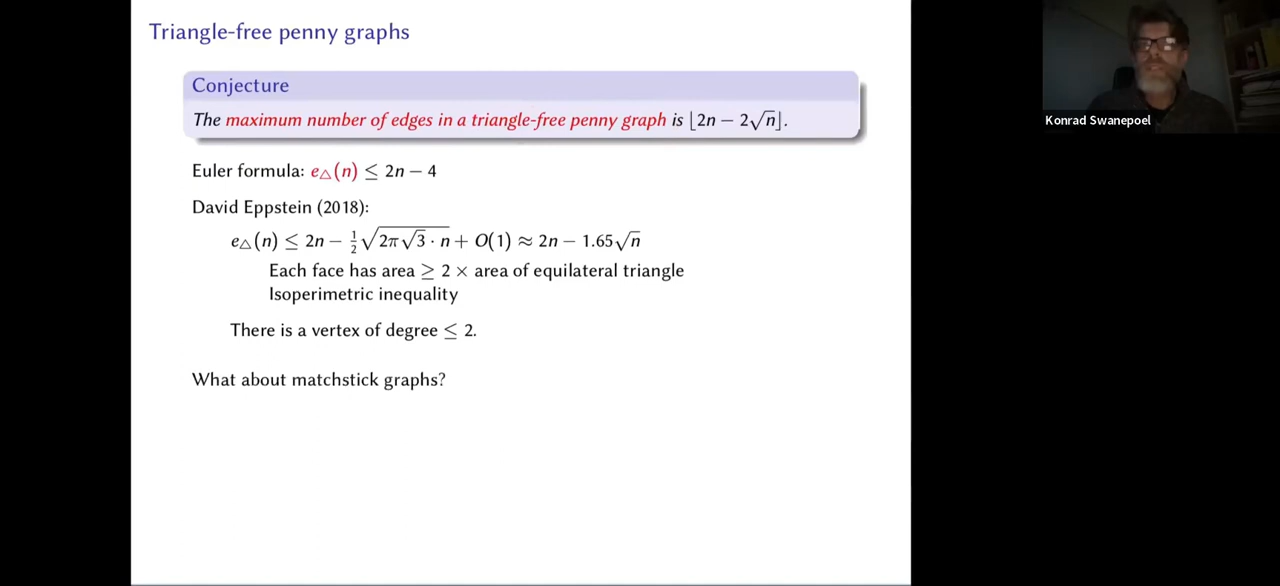 Triangle-free penny graphs
Conjecture
The maximum number of edges in a triangle-free penny graph is ⌊2n − 2√n⌋.
Konrad Swanepoel
Euler formula: e△(n) ≤ 2n − 4
David Eppstein (2018):
e△(n) ≤ 2n − ½√(2π√3 · n) + O(1) ≈ 2n − 1.65√n
Each face has area ≥ 2 × area of equilateral triangle
Isoperimetric inequality
There is a vertex of degree ≤ 2.
What about matchstick graphs?